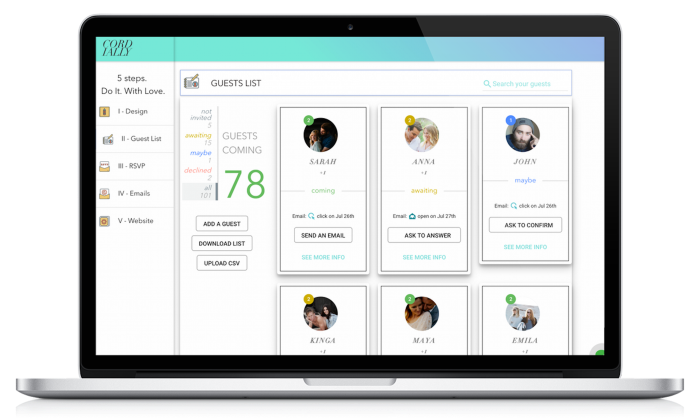 CORD
IALLY
5 steps.
Do It. With Love.
I - Design
II - Guest List
III - RSVP
IV - Emails
V - Website
GUESTS LIST
Search your guests
not
invited
5
awaiting
15
maybe
1
declined
2
all
101
GUESTS
COMING
78
ADD A GUEST
DOWNLOAD LIST
UPLOAD CSV
2
SARAH
+1
coming
Email: click on Jul 26th
SEND AN EMAIL
SEE MORE INFO
2
ANNA
+1
awaiting
Email: open on Jul 27th
ASK TO ANSWER
SEE MORE INFO
1
JOHN
maybe
Email: click on Jul 26th
ASK TO CONFIRM
SEE MORE INFO
KINGA
+1
2
MAYA
+1
2
EMILA
+1